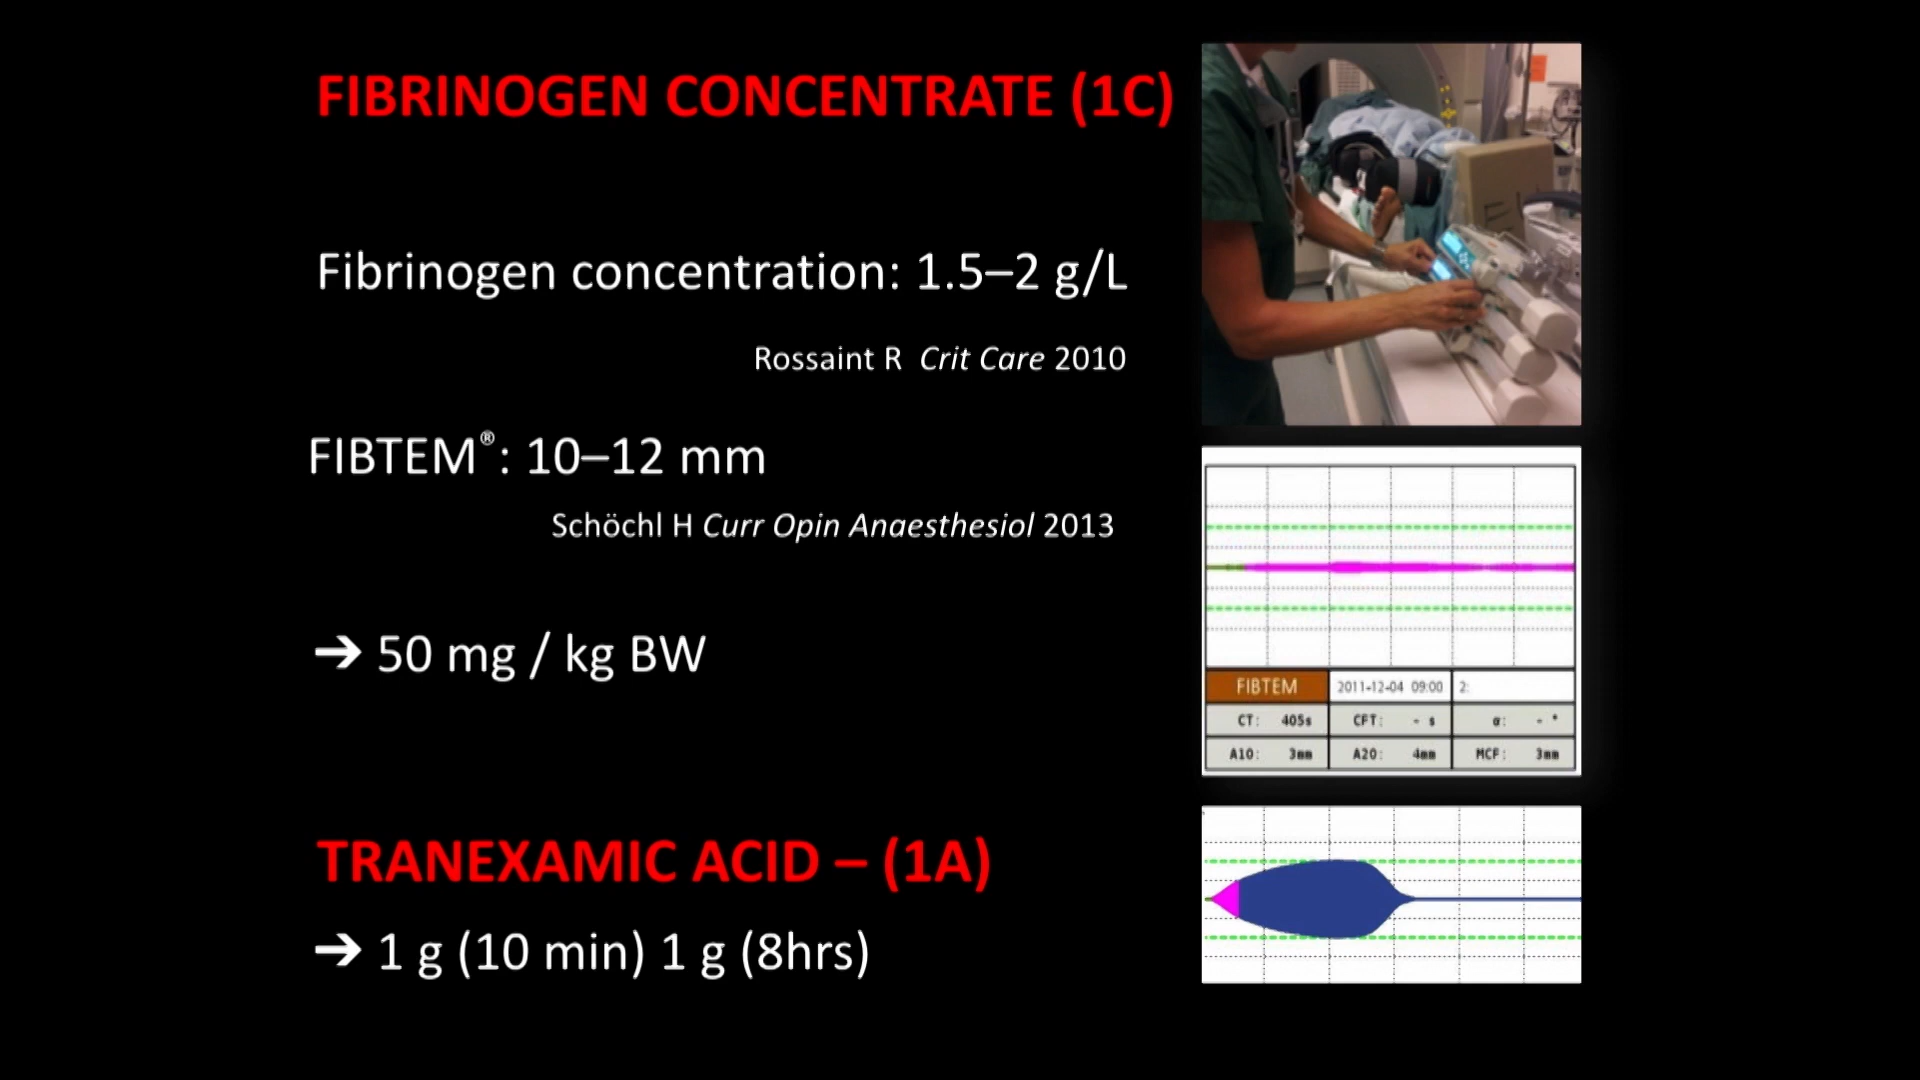 FIBRINOGEN CONCENTRATE (1C)
Fibrinogen concentration: 1.5–2 g/L
Rossaint R Crit Care 2010
FIBTEM®: 10–12 mm
Schöchl H Curr Opin Anaesthesiol 2013
➔ 50 mg / kg BW
TRANEXAMIC ACID – (1A)
➔ 1 g (10 min) 1 g (8hrs)
FIBTEM 2011-12-04 09:00 2:
CT: 405s CFT: - s α: - °
A10: 3mm A20: 4mm MCF: 3mm